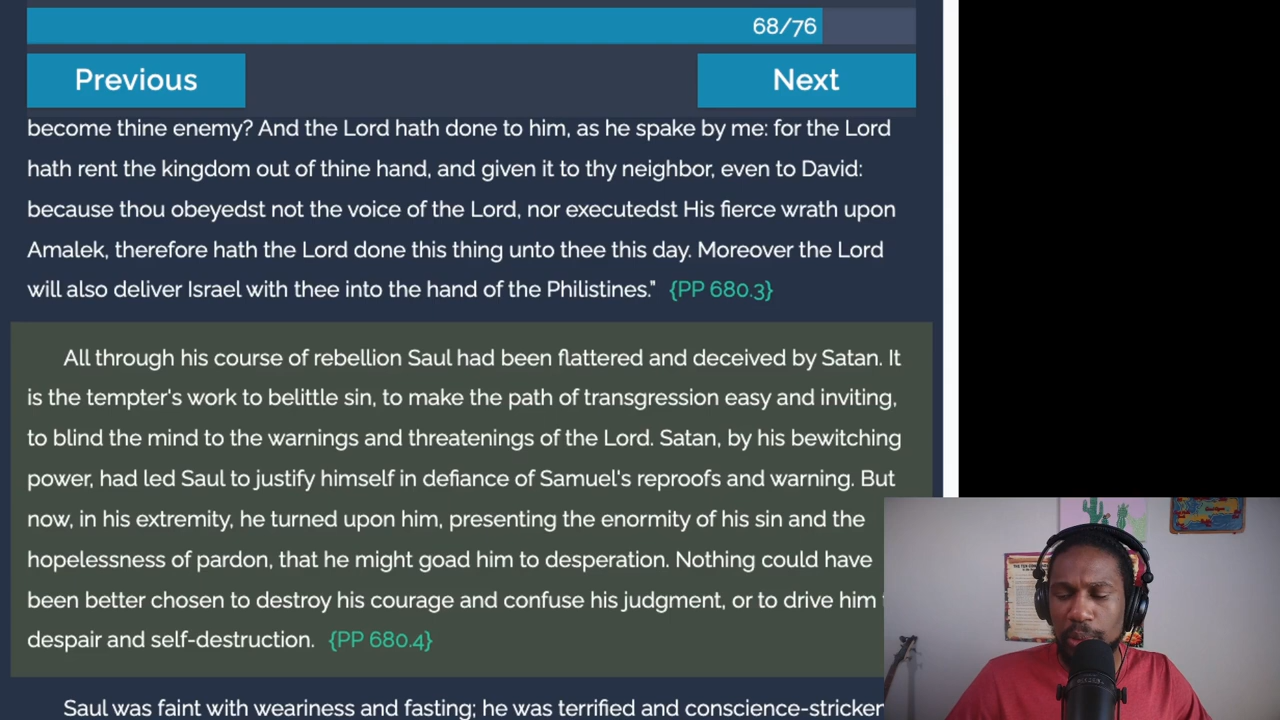 68/76
Previous
Next
become thine enemy? And the Lord hath done to him, as he spake by me: for the Lord
hath rent the kingdom out of thine hand, and given it to thy neighbor, even to David:
because thou obeyedst not the voice of the Lord, nor executedst His fierce wrath upon
Amalek, therefore hath the Lord done this thing unto thee this day. Moreover the Lord
will also deliver Israel with thee into the hand of the Philistines." {PP 680.3}
All through his course of rebellion Saul had been flattered and deceived by Satan. It
is the tempter's work to belittle sin, to make the path of transgression easy and inviting,
to blind the mind to the warnings and threatenings of the Lord. Satan, by his bewitching
power, had led Saul to justify himself in defiance of Samuel's reproofs and warning. But
now, in his extremity, he turned upon him, presenting the enormity of his sin and the
hopelessness of pardon, that he might goad him to desperation. Nothing could have
been better chosen to destroy his courage and confuse his judgment, or to drive him
despair and self-destruction. {PP 680.4}
Saul was faint with weariness and fasting; he was terrified and